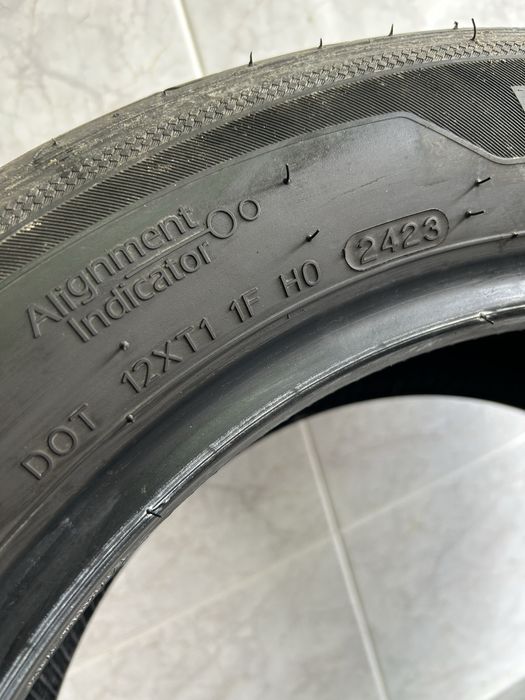 Alignment
Indicator
DOT 12XT1 1F H0 2423